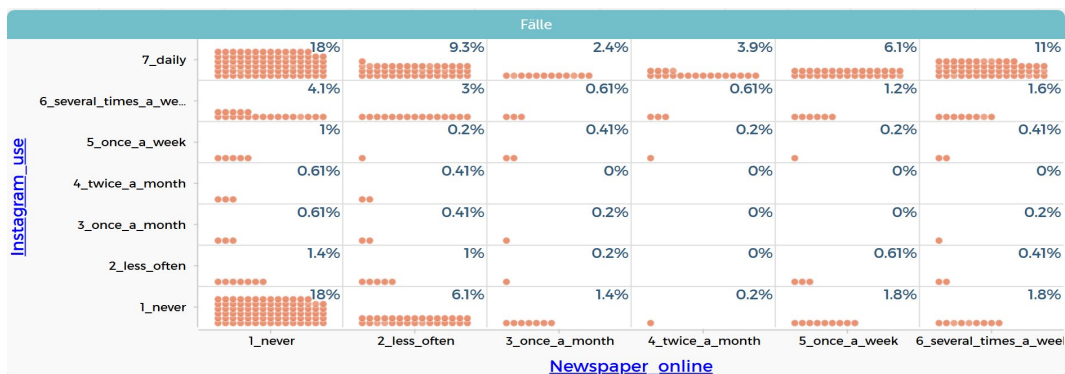 Fälle
7_daily 18% 9.3% 2.4% 3.9% 6.1% 11%
6_several_times_a_we... 4.1% 3% 0.61% 0.61% 1.2% 1.6%
5_once_a_week 1% 0.2% 0.41% 0.2% 0.2% 0.41%
4_twice_a_month 0.61% 0.41% 0% 0% 0% 0%
3_once_a_month 0.61% 0.41% 0.2% 0% 0% 0.2%
2_less_often 1.4% 1% 0.2% 0% 0.61% 0.41%
1_never 18% 6.1% 1.4% 0.2% 1.8% 1.8%
Instagram_use
1_never 2_less_often 3_once_a_month 4_twice_a_month 5_once_a_week 6_several_times_a_week
Newspaper_online